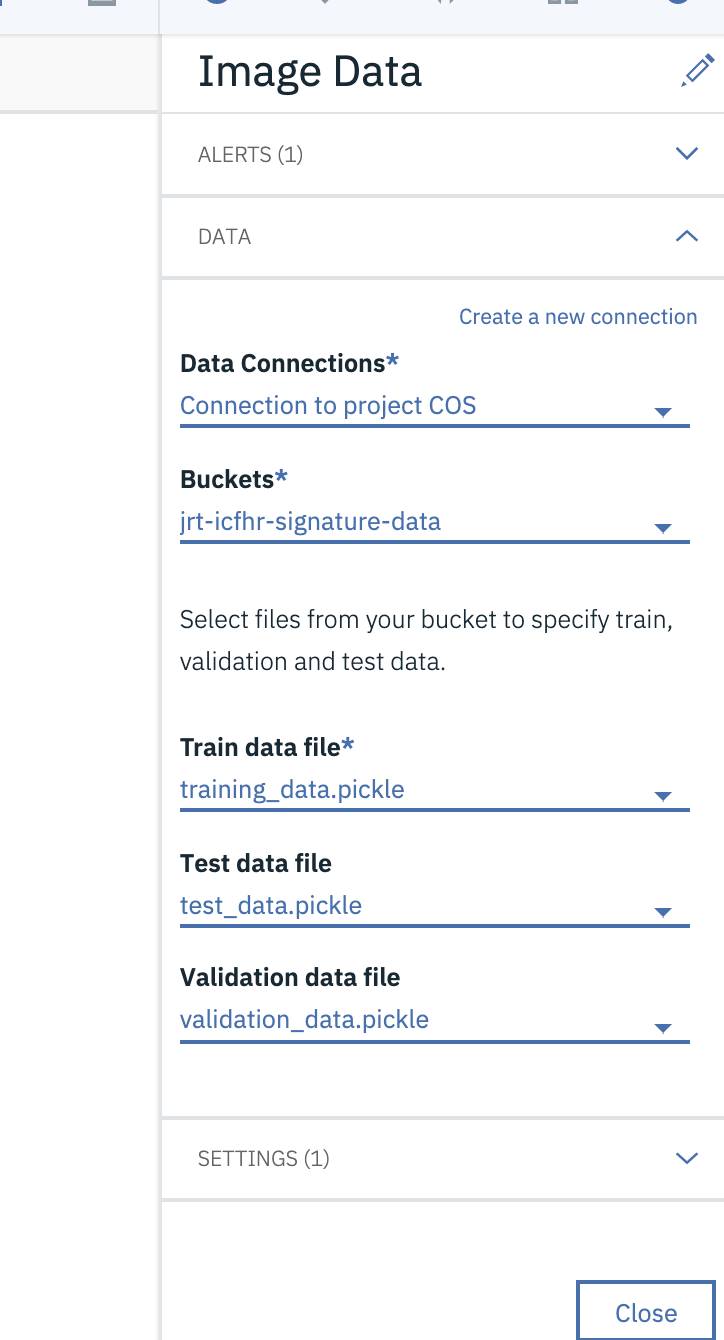 Image Data
ALERTS (1)
DATA
Create a new connection
Data Connections*
Connection to project COS
Buckets*
jrt-icfhr-signature-data
Select files from your bucket to specify train,
validation and test data.
Train data file*
training_data.pickle
Test data file
test_data.pickle
Validation data file
validation_data.pickle
SETTINGS (1)
Close